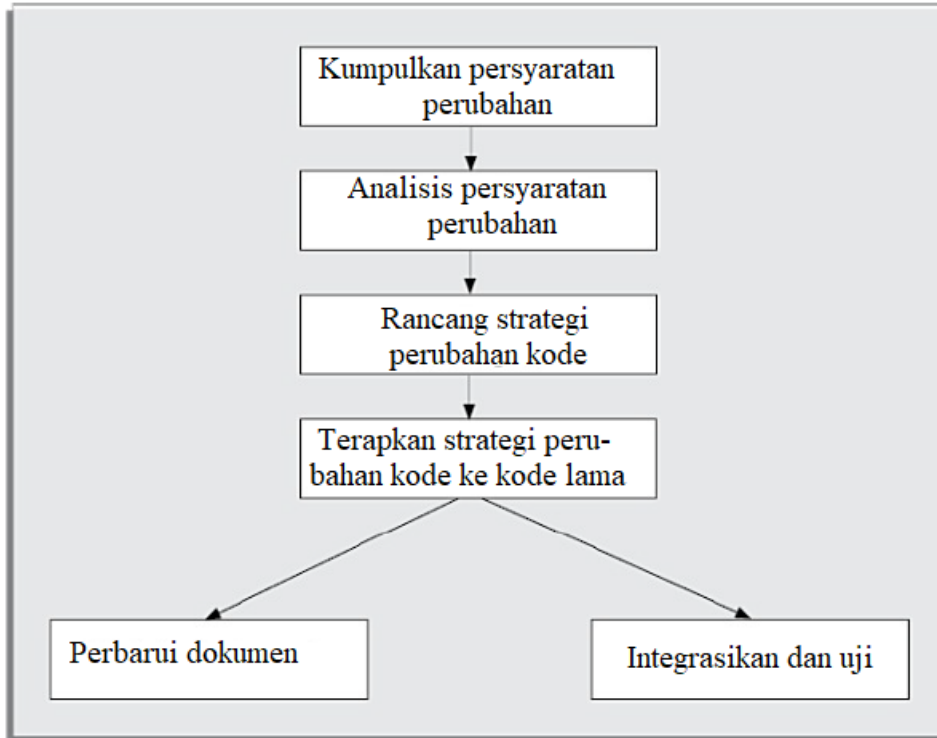 Kumpulkan persyaratan
perubahan
Analisis persyaratan
perubahan
Rancang strategi
perubahan kode
Terapkan strategi peru-
bahan kode ke kode lama
Perbarui dokumen
Integrasikan dan uji